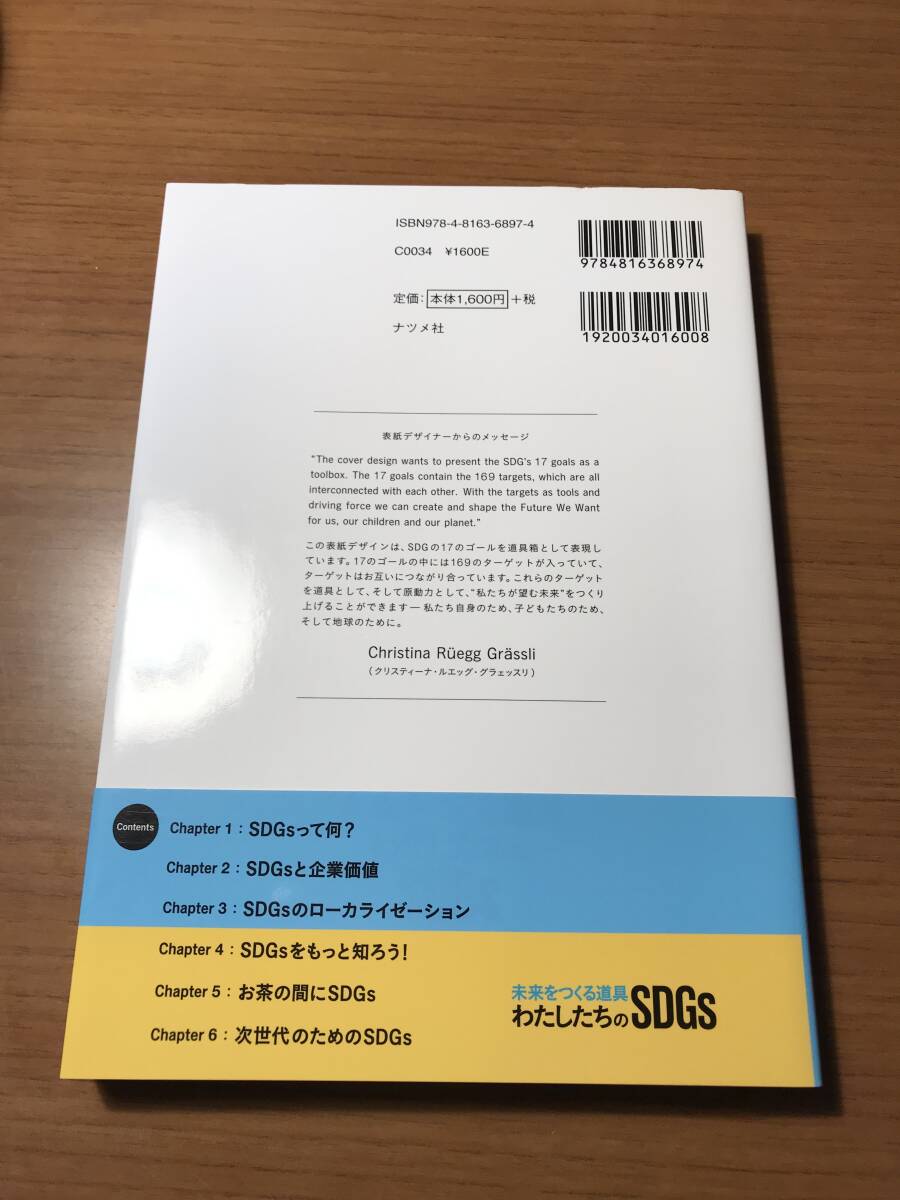 ISBN978-4-8163-6897-4
C0034 ¥1600E
9784816368974
定価：本体1,600円＋税
ナツメ社
1920034016008
表紙デザイナーからのメッセージ
“The cover design wants to present the SDG's 17 goals as a
toolbox. The 17 goals contain the 169 targets, which are all
interconnected with each other. With the targets as tools and
driving force we can create and shape the Future We Want
for us, our children and our planet.”
この表紙デザインは、SDGの17のゴールを道具箱として表現し
ています。17のゴールの中には169のターゲットが入っていて、
ターゲットはお互いにつながり合っています。これらのターゲット
を道具として、そして原動力として、“私たちが望む未来”をつくり
上げることができます—私たち自身のため、子どもたちのため、
そして地球のために。
Christina Rüegg Grässli
（クリスティーナ・ルエッグ・グラェッスリ）
Contents
Chapter 1：SDGsって何？
Chapter 2：SDGsと企業価値
Chapter 3：SDGsのローカライゼーション
Chapter 4：SDGsをもっと知ろう！
Chapter 5：お茶の間にSDGs
Chapter 6：次世代のためのSDGs
未来をつくる道具
わたしたちのSDGs